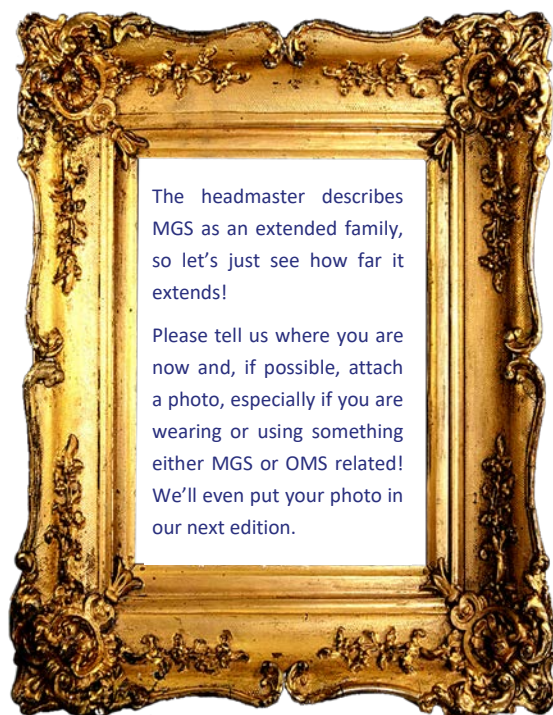 The headmaster describes
MGS as an extended family,
so let’s just see how far it
extends!
Please tell us where you are
now and, if possible, attach
a photo, especially if you are
wearing or using something
either MGS or OMS related!
We’ll even put your photo in
our next edition.